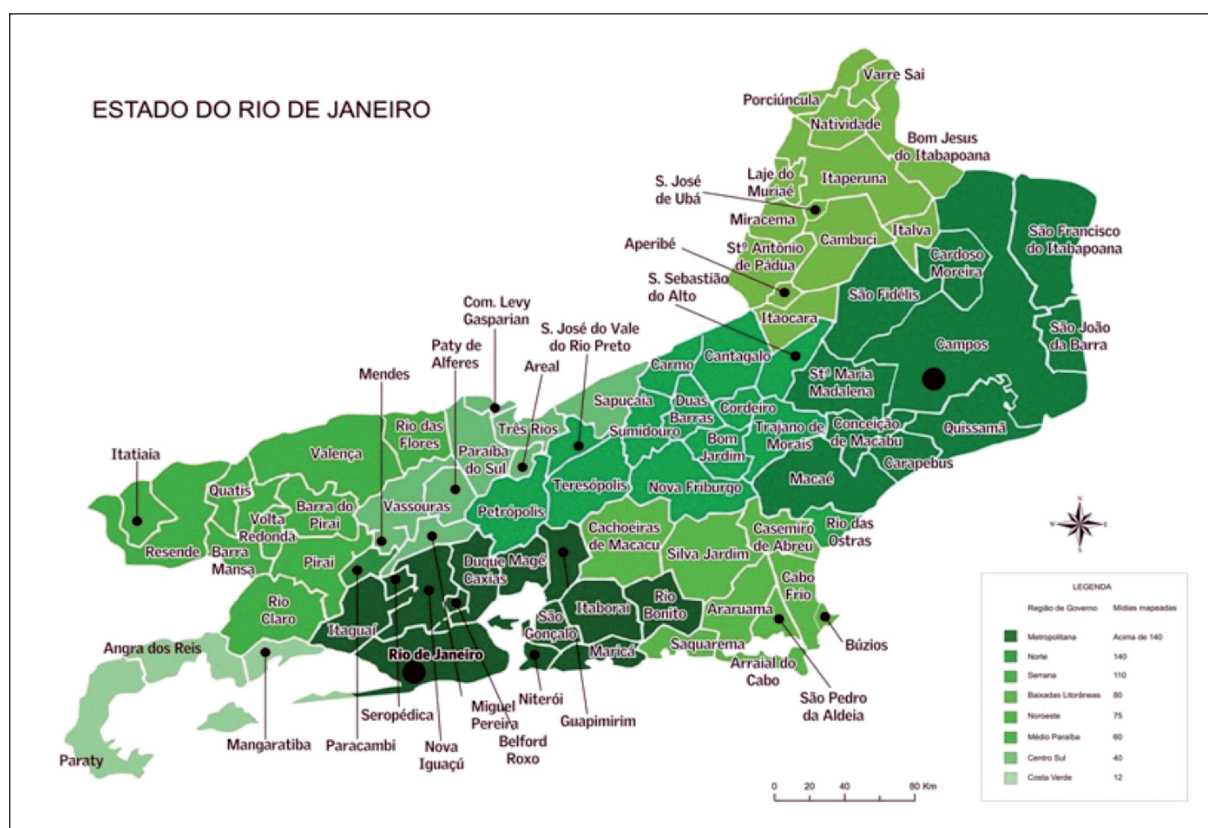 ESTADO DO RIO DE JANEIRO
Varre Sai
Porciúncula
Natividade
Bom Jesus
do Itabapoana
Laje do
Muriaé
Itaperuna
S. José
de Ubá
Miracema
Italva
São Francisco
do Itabapoana
Aperibé
Stº Antônio
de Pádua
Cambuci
Cardoso
Moreira
S. Sebastião
do Alto
São Fidélis
Itaocara
Com. Levy
Gasparian
S. José do Vale
do Rio Preto
São João
da Barra
Campos
Paty de
Alferes
Areal
Carmo
Cantagalo
Mendes
Stª Maria
Madalena
Sapucaia
Duas
Barras
Cordeiro
Rio das
Flores
Três Rios
Sumidouro
Trajano de
Morais
Conceição
de Macabu
Quissamã
Valença
Paraíba
do Sul
Bom
Jardim
Carapebus
Itatiaia
Quatis
Vassouras
Teresópolis
Nova Friburgo
Macaé
Barra do
Pirai
Petrópolis
Volta
Redonda
Cachoeiras
de Macacu
Casemiro
de Abreu
Rio das
Ostras
Resende
Barra
Mansa
Pirai
Duque
Caxias
Magé
Silva Jardim
Cabo
Frio
Rio
Claro
Itaguai
São
Gonçalo
Itaborai
Rio
Bonito
Araruama
Angra dos Reis
Rio de Janeiro
Maricá
Saquarema
Búzios
Arraial do
Cabo
Niterói
São Pedro
da Aldeia
Seropédica
Miguel
Pereira
Guapimirim
Paraty
Mangaratiba
Paracambi
Nova
Iguaçú
Belford
Roxo
LEGENDA
Região de Governo Mídias mapeadas
Metropolitana Acima de 140
Norte 140
Serrana 110
Baixadas Litorâneas 80
Noroeste 75
Médio Paraíba 60
Centro Sul 40
Costa Verde 12
0 20 40 80 Km